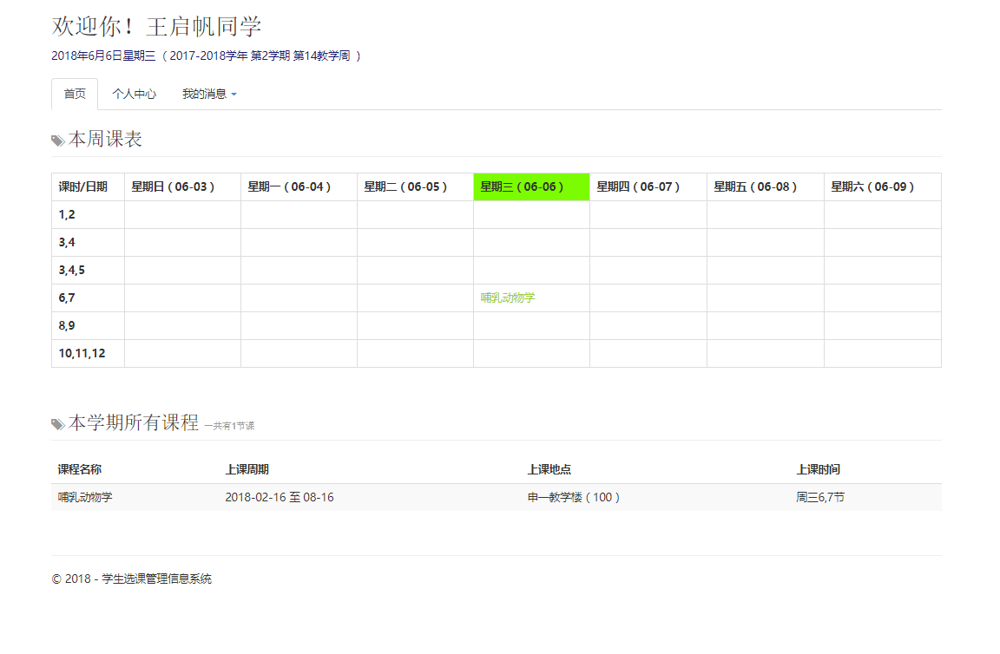 欢迎你！王启帆同学
2018年6月6日星期三 （ 2017-2018学年 第2学期 第14教学周 ）
首页 个人中心 我的消息
本周课表
课时/日期 星期日（06-03） 星期一（06-04） 星期二（06-05） 星期三（06-06） 星期四（06-07） 星期五（06-08） 星期六（06-09）
1,2
3,4
3,4,5
6,7 哺乳动物学
8,9
10,11,12
本学期所有课程 一共有1节课
课程名称 上课周期 上课地点 上课时间
哺乳动物学 2018-02-16 至 08-16 申一教学楼（100） 周三6,7节
© 2018 - 学生选课管理信息系统